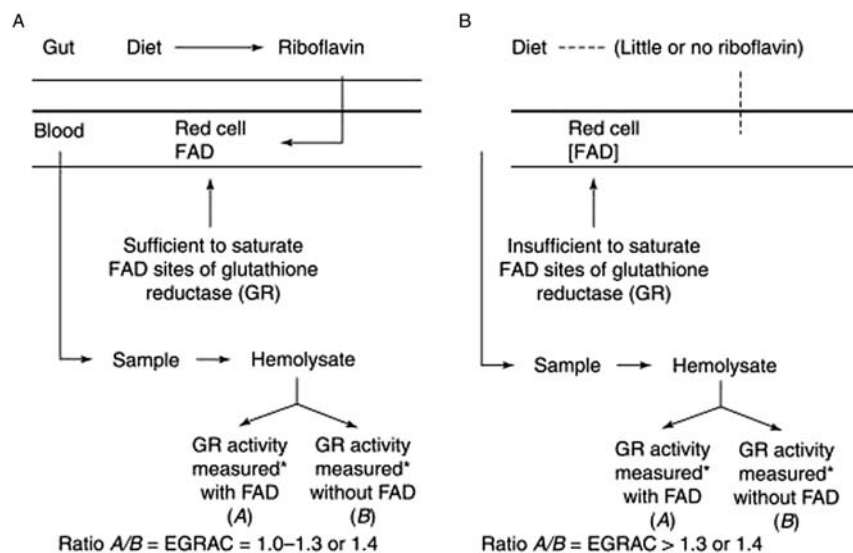 A
Gut Diet Riboflavin
Blood Red cell
FAD
Sufficient to saturate
FAD sites of glutathione
reductase (GR)
Sample Hemolysate
GR activity
measured*
with FAD
(A)
GR activity
measured*
without FAD
(B)
Ratio A/B = EGRAC = 1.0–1.3 or 1.4
B
Diet (Little or no riboflavin)
Red cell
[FAD]
Insufficient to saturate
FAD sites of glutathione
reductase (GR)
Sample Hemolysate
GR activity
measured*
with FAD
(A)
GR activity
measured*
without FAD
(B)
Ratio A/B = EGRAC > 1.3 or 1.4